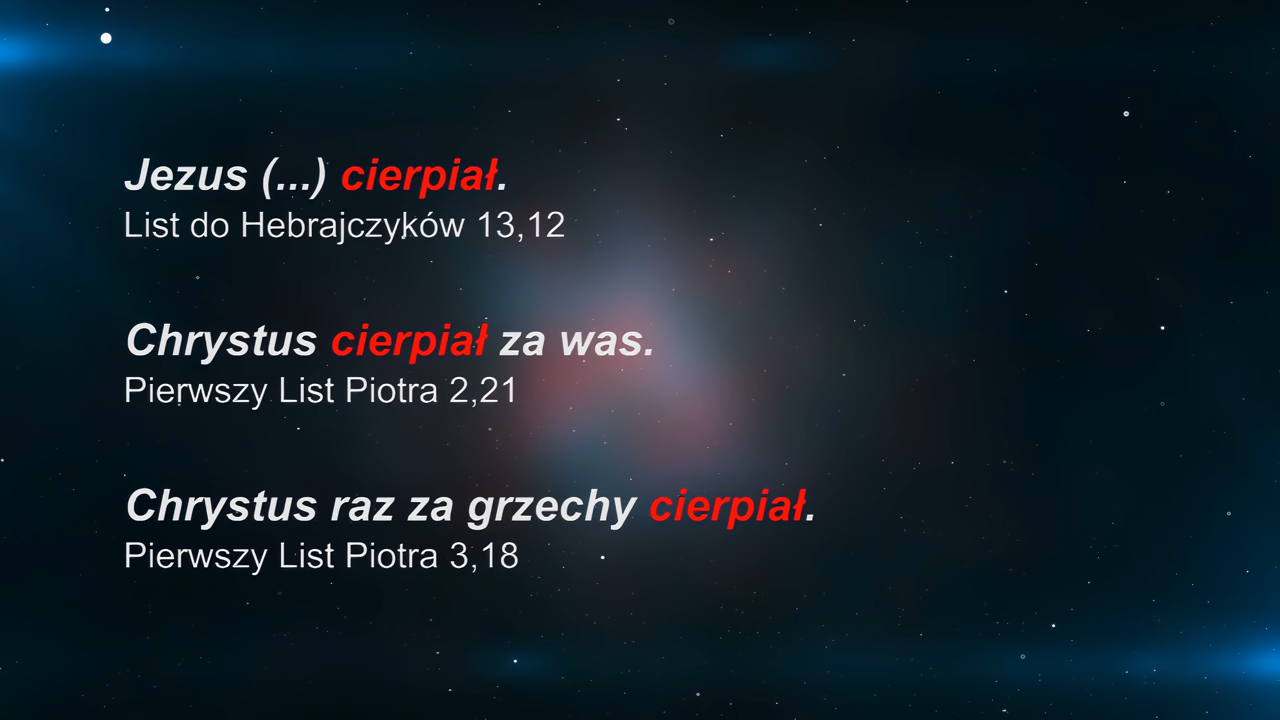 Jezus (...) cierpiał.
List do Hebrajczyków 13,12
Chrystus cierpiał za was.
Pierwszy List Piotra 2,21
Chrystus raz za grzechy cierpiał.
Pierwszy List Piotra 3,18